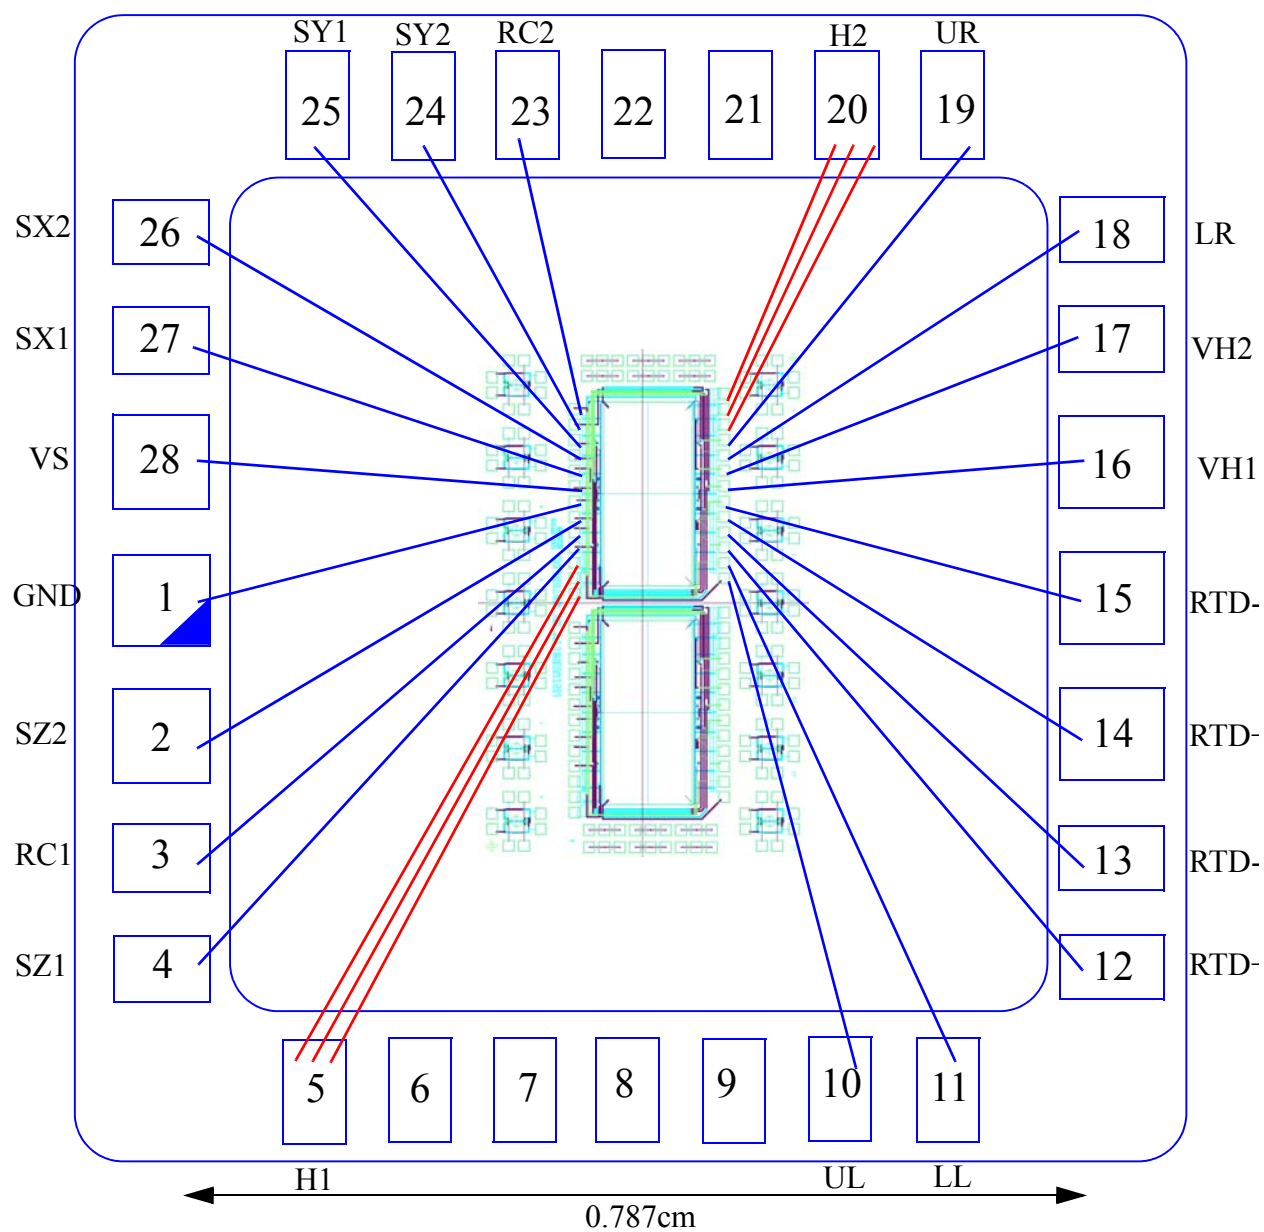 SY1 SY2 RC2 H2 UR
25 24 23 22 21 20 19
SX2 26 18 LR
SX1 27 17 VH2
VS 28 16 VH1
GND 1 15 RTD-
SZ2 2 14 RTD-
RC1 3 13 RTD-
SZ1 4 12 RTD-
5 6 7 8 9 10 11
H1 UL LL
0.787cm